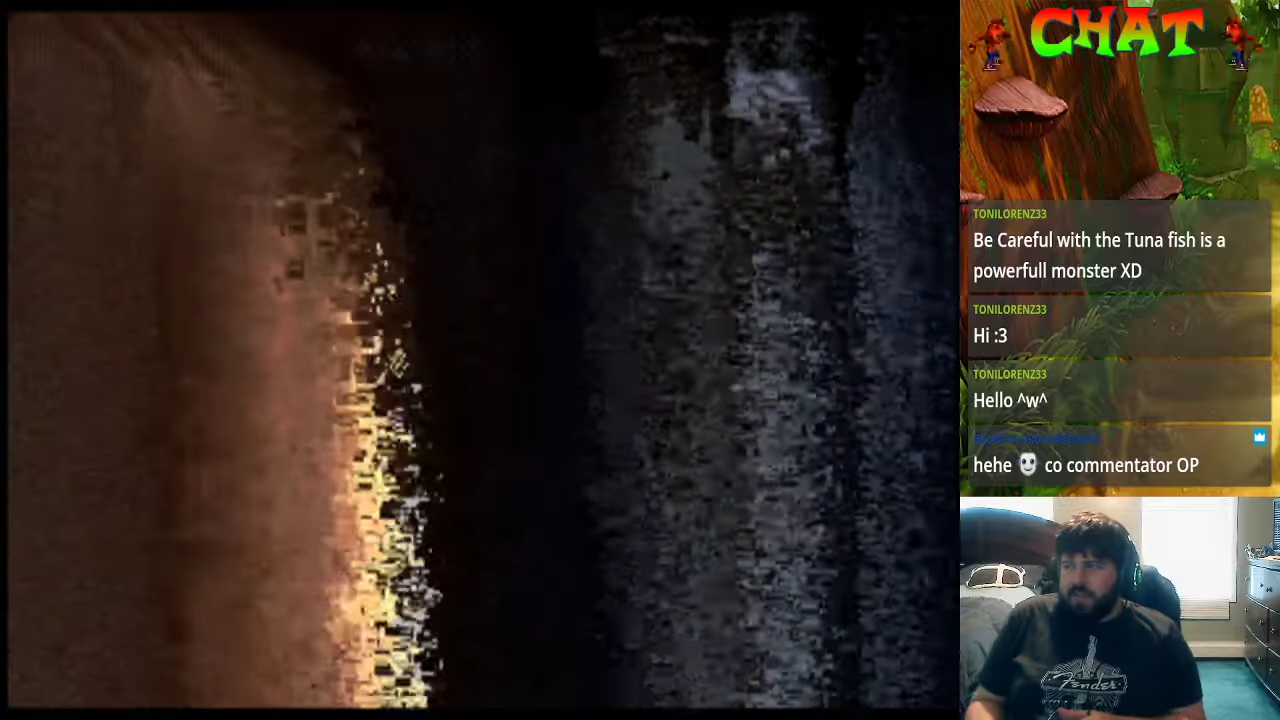 CHAT
TONILORENZ33
Be Careful with the Tuna fish is a
powerfull monster XD
TONILORENZ33
Hi :3
TONILORENZ33
Hello ^w^
hehe co commentator OP
Fender